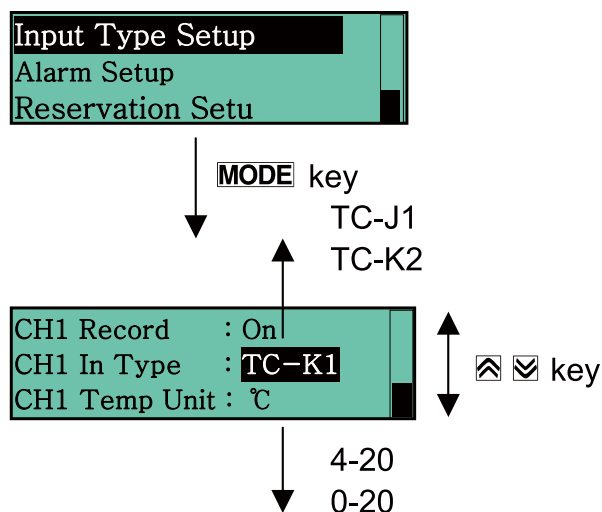 Input Type Setup
Alarm Setup
Reservation Setu
MODE key
TC-J1
TC-K2
CH1 Record : On
CH1 In Type : TC-K1
CH1 Temp Unit : ℃
key
4-20
0-20